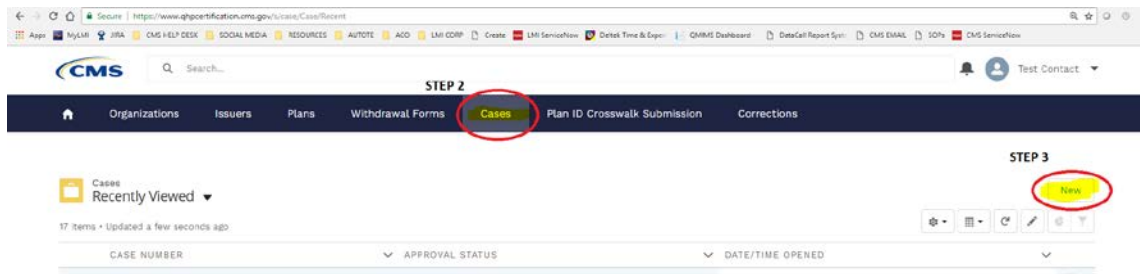 Secure | https://www.qhpcertification.cms.gov/s/case/Case/Recent
Apps MyLMI JIRA CMS HELP DESK SOCIAL MEDIA RESOURCES AUTOTE ACO LMI CORP Create LMI ServiceNow Deltek Time & Expen QMIMS Dashboard DataCall Report Syst CMS EMAIL SOPs CMS ServiceNow
CMS Search... Test Contact
STEP 2
Organizations Issuers Plans Withdrawal Forms Cases Plan ID Crosswalk Submission Corrections
STEP 3
Cases
Recently Viewed
New
17 items • Updated a few seconds ago
CASE NUMBER APPROVAL STATUS DATE/TIME OPENED